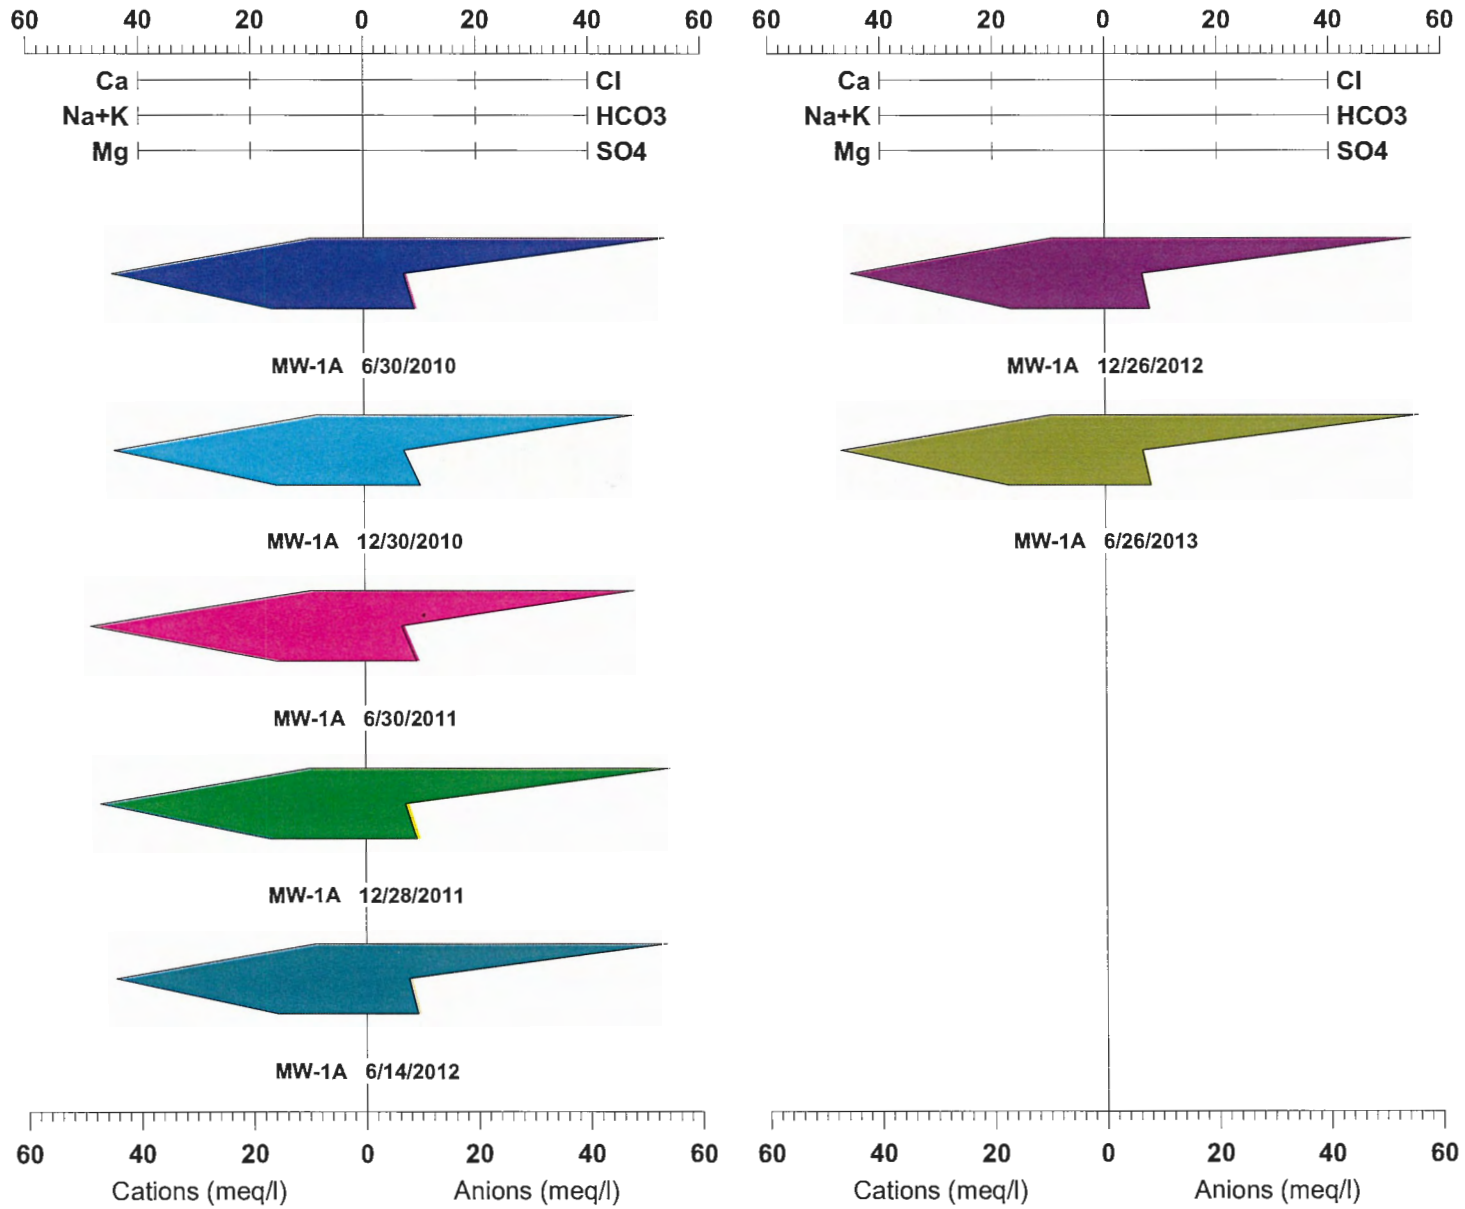 60 40 20 0 20 40 60
Ca Cl
Na+K HCO3
Mg SO4
MW-1A 6/30/2010
MW-1A 12/30/2010
MW-1A 6/30/2011
MW-1A 12/28/2011
MW-1A 6/14/2012
60 40 20 0 20 40 60
Cations (meq/l) Anions (meq/l)
60 40 20 0 20 40 60
Ca Cl
Na+K HCO3
Mg SO4
MW-1A 12/26/2012
MW-1A 6/26/2013
60 40 20 0 20 40 60
Cations (meq/l) Anions (meq/l)